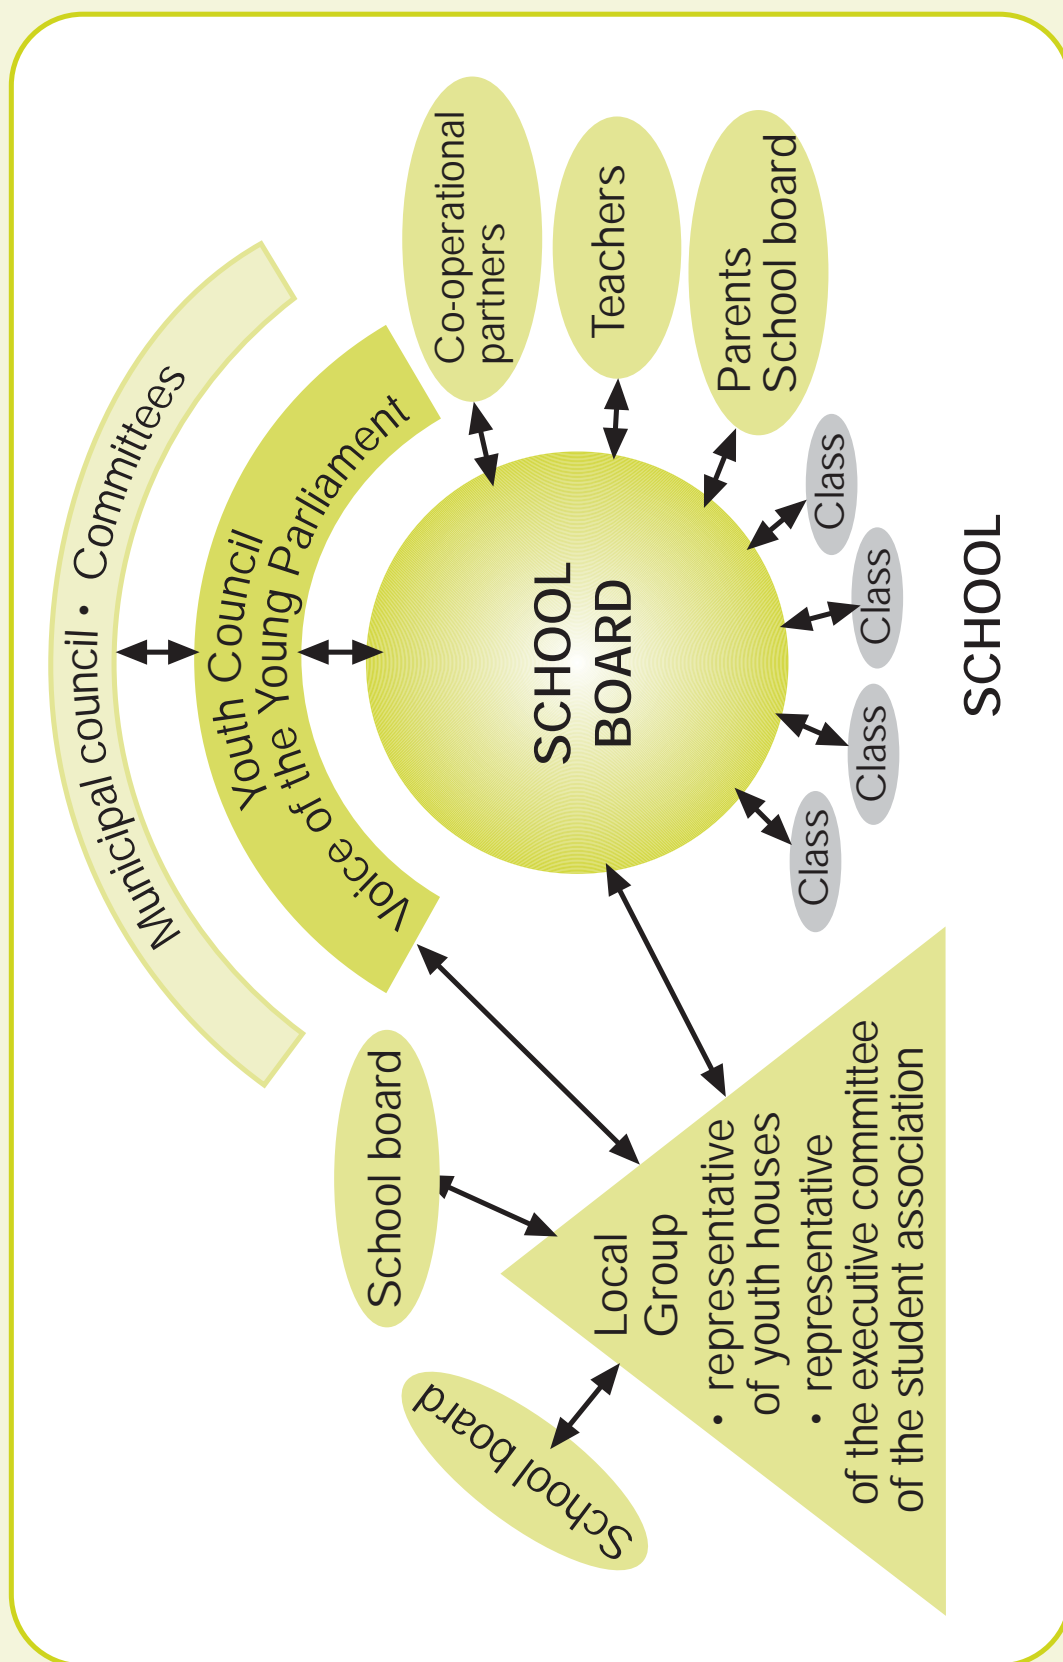 Municipal council • Committees
Youth Council
Voice of the Young Parliament
School board
School board
Local
Group
• representative
of youth houses
• representative
of the executive committee
of the student association
SCHOOL
BOARD
Co-operational
partners
Teachers
Parents
School board
Class
Class
Class
Class
SCHOOL